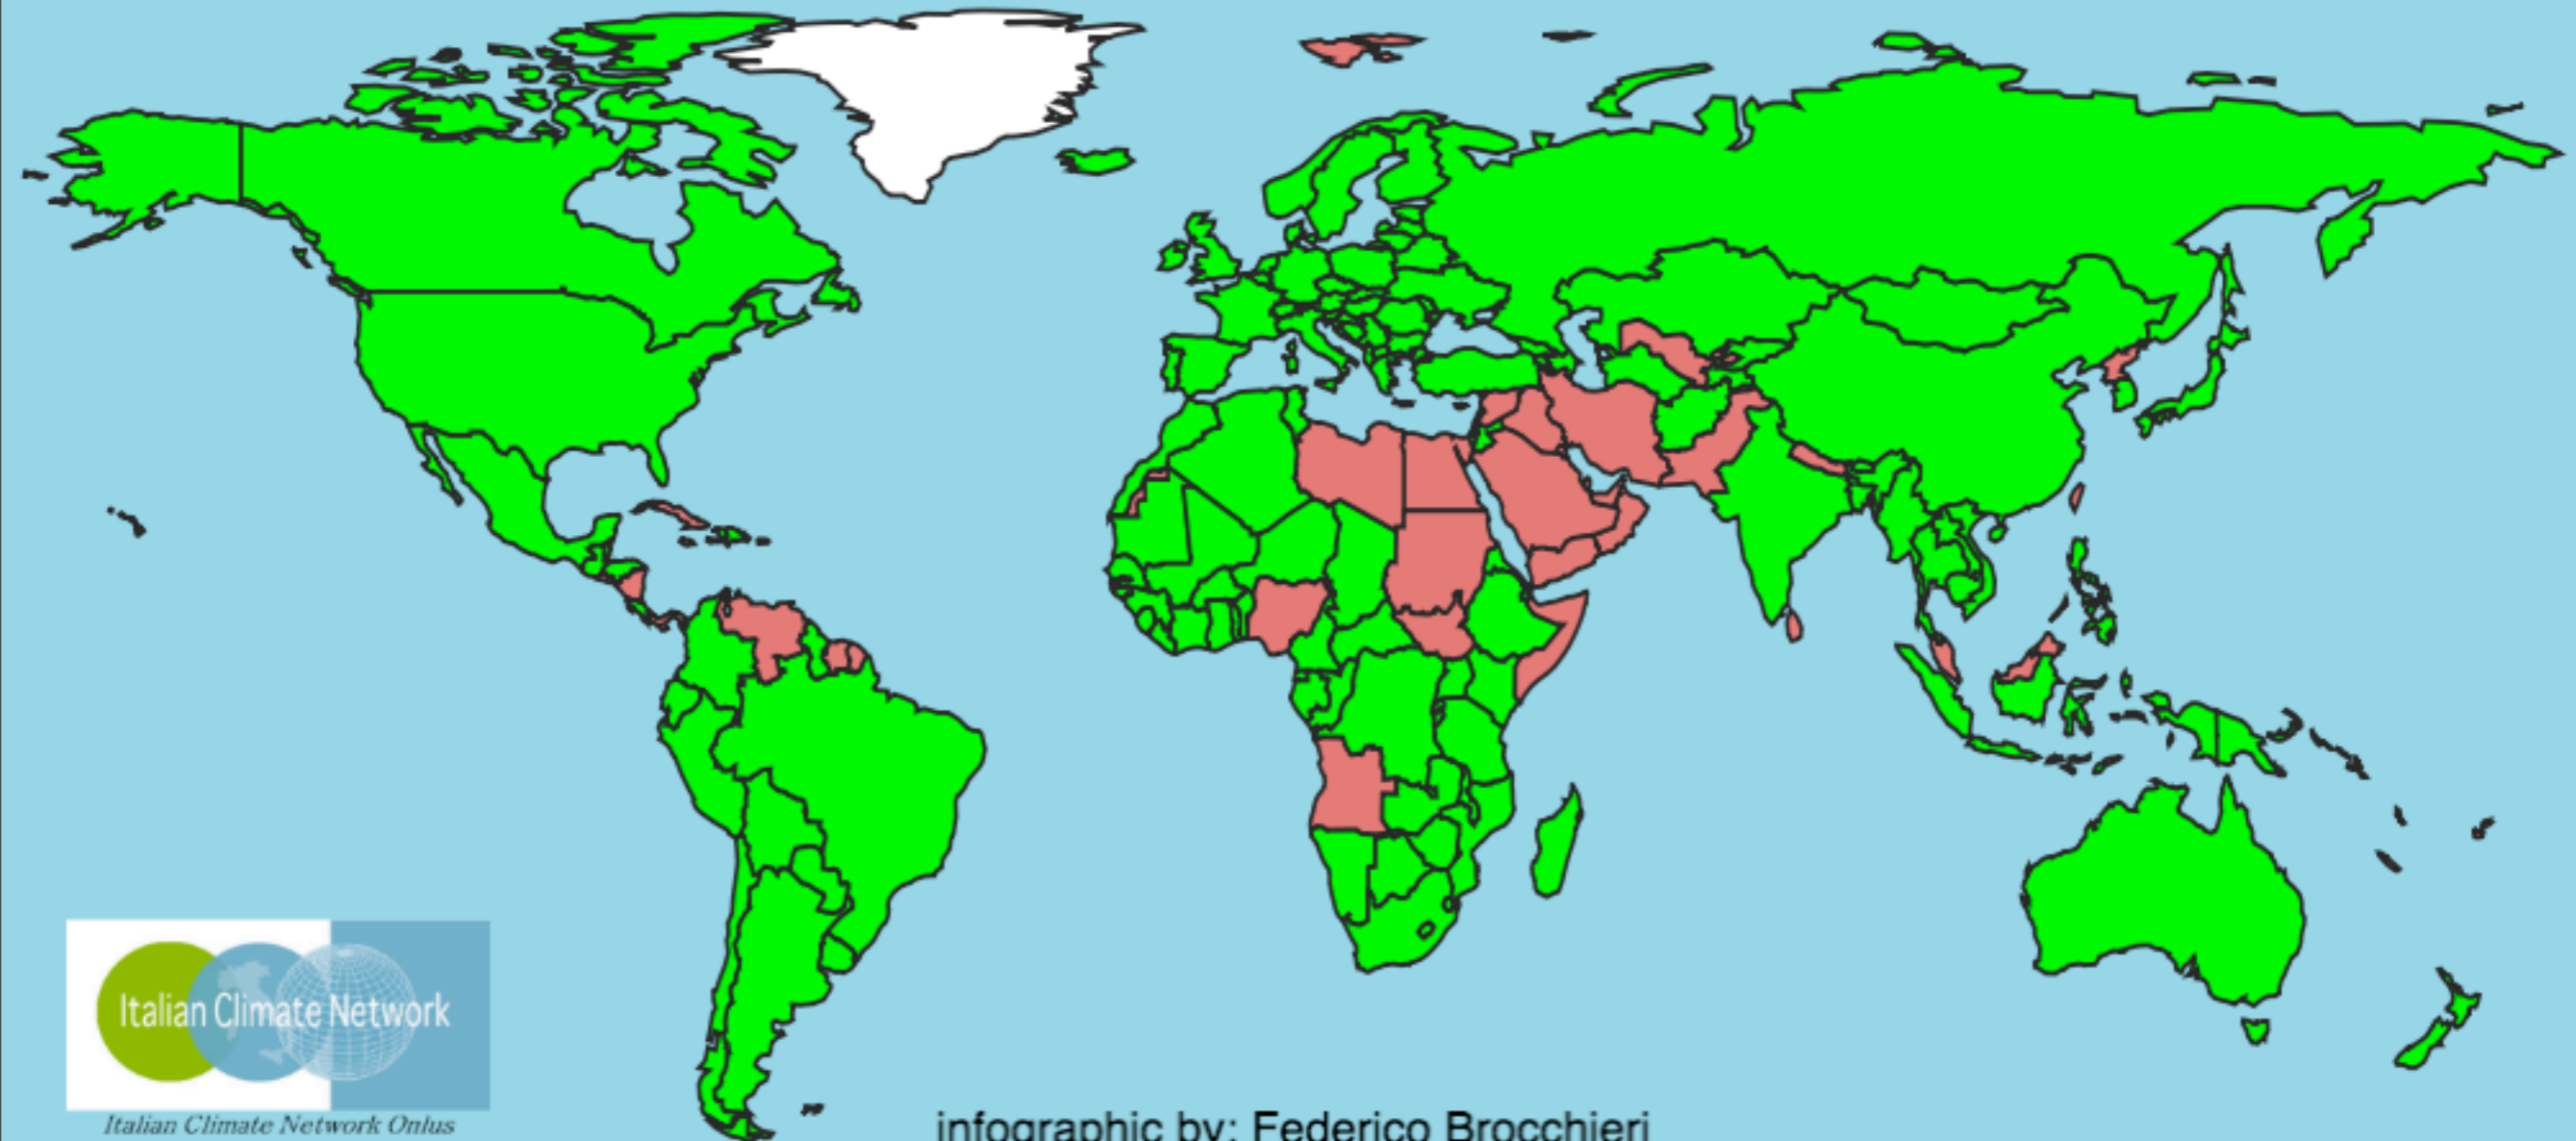 Italian Climate Network
Italian Climate Network Onlus
infographic by: Federico Brocchieri